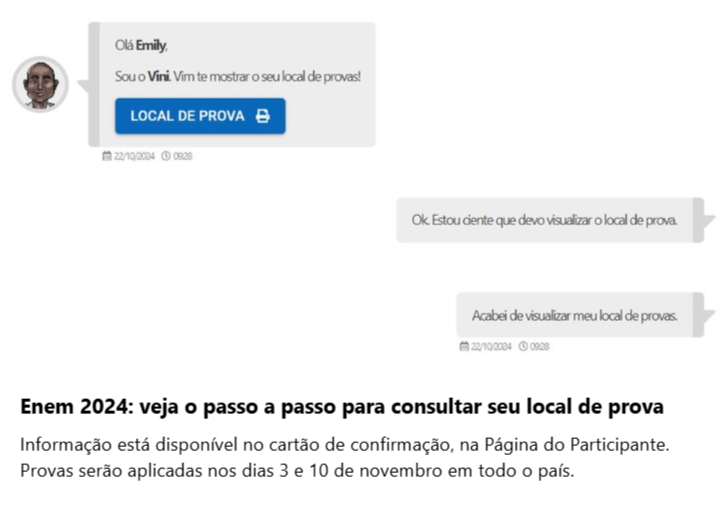 Olá Emily,
Sou o Vini. Vim te mostrar o seu local de provas!
LOCAL DE PROVA
22/10/2024 09:28
Ok. Estou ciente que devo visualizar o local de prova.
Acabei de visualizar meu local de provas.
22/10/2024 09:28
Enem 2024: veja o passo a passo para consultar seu local de prova
Informação está disponível no cartão de confirmação, na Página do Participante.
Provas serão aplicadas nos dias 3 e 10 de novembro em todo o país.